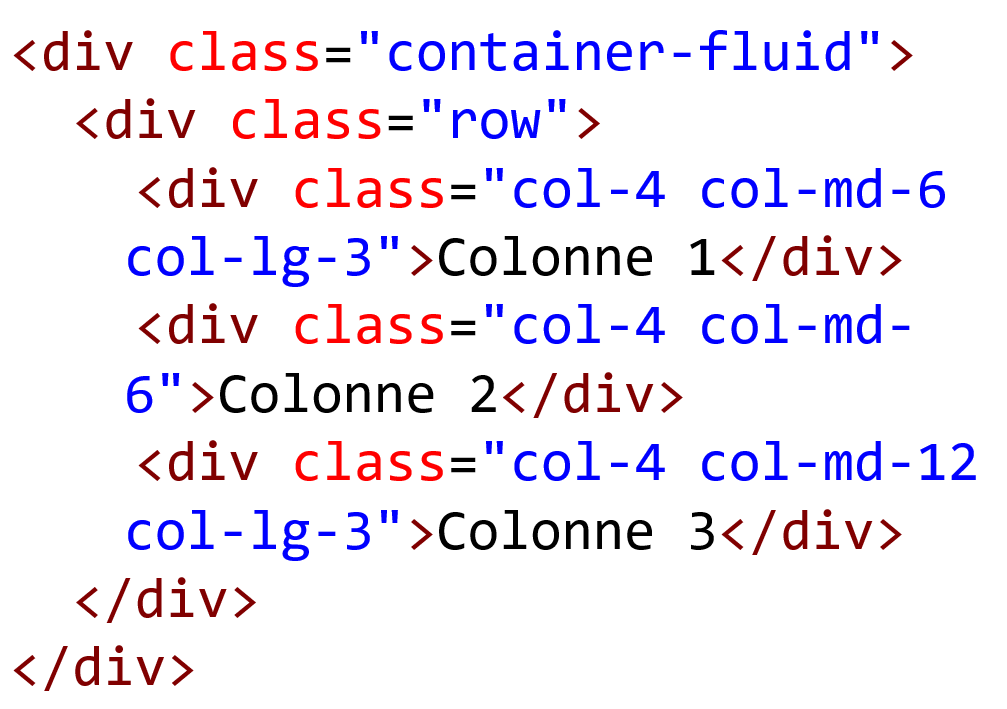 <div class="container-fluid">
<div class="row">
<div class="col-4 col-md-6
col-lg-3">Colonne 1</div>
<div class="col-4 col-md-
6">Colonne 2</div>
<div class="col-4 col-md-12
col-lg-3">Colonne 3</div>
</div>
</div>